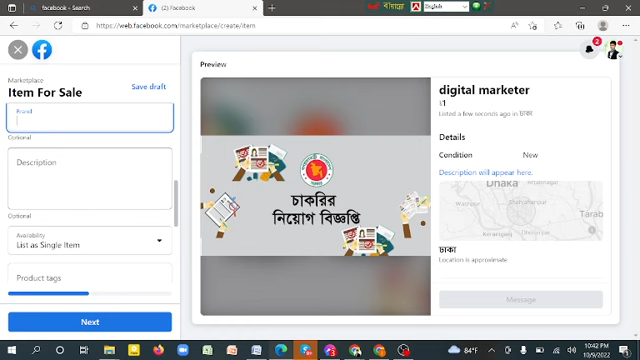 facebook - Search
(2) Facebook
বাঁধাকো
English
https://web.facebook.com/marketplace/create/item
2
Marketplace
Item For Sale
Save draft
Brand
Optional
Description
Optional
Availability
List as Single Item
Product tags
Next
Preview
চাকরির
নিয়োগ বিজ্ঞপ্তি
digital marketer
৳1
Listed a few seconds ago in ঢাকা
Details
Condition New
Description will appear here.
Dhaka
Tarab
Keraniganj
ঢাকা
Location is approximate
Message
84°F
10:42 PM
10/9/2022